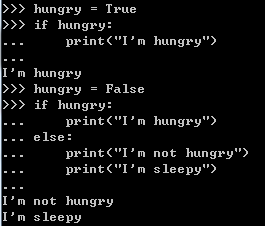 >>> hungry = True
>>> if hungry:
...     print("I'm hungry")
...
I'm hungry
>>> hungry = False
>>> if hungry:
...     print("I'm hungry")
... else:
...     print("I'm not hungry")
...     print("I'm sleepy")
...
I'm not hungry
I'm sleepy